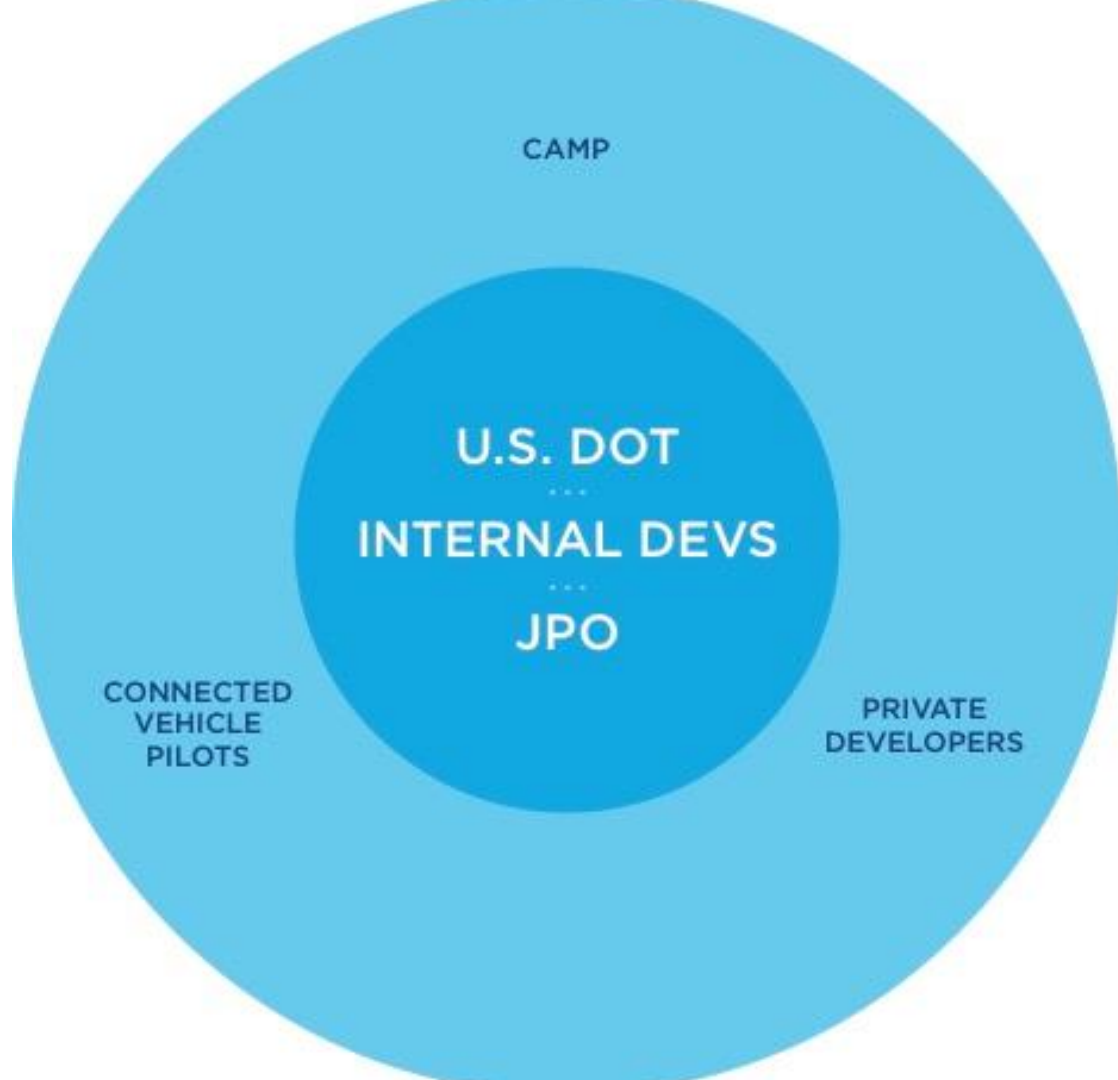 CAMP
U.S. DOT
...
INTERNAL DEVS
...
JPO
CONNECTED
VEHICLE
PILOTS
PRIVATE
DEVELOPERS